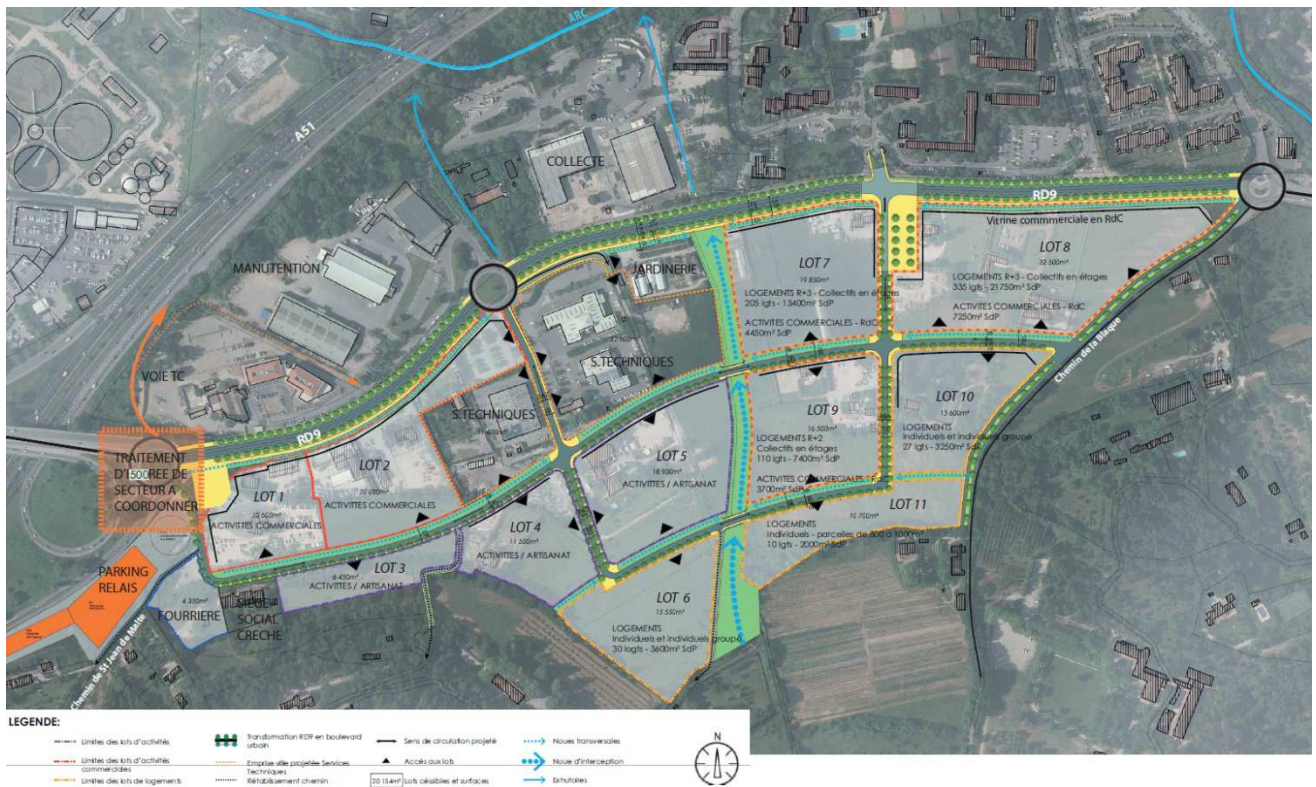 ARC
A51
COLLECTE
RD9
Vitrine commmerciale en RdC
LOT 7
19 850m²
LOT 8
32 500m²
MANUTENTION
JARDINERIE
LOGEMENTS R+3 - Collectifs en étages
205 lgts - 13400m² SdP
ACTIVITES COMMERCIALES - RdC
4450m² SdP
LOGEMENTS R+3 - Collectifs en étages
335 lgts - 21750m² SdP
ACTIVITES COMMERCIALES - RdC
7250m² SdP
S.TECHNIQUES
VOIE TC
Chemin de la Blaque
S.TECHNIQUES
LOT 9
16 500m²
LOT 10
13 600m²
RD9
LOT 5
18 900m²
ACTIVITES / ARTISANAT
LOGEMENTS R+2
Collectifs en étages
110 lgts - 7400m² SdP
ACTIVITES COMMERCIALES - RdC
3700m² SdP
LOGEMENTS
Individuels et individuels groupé
27 lgts - 3250m² SdP
TRAITEMENT
SECTEUR A
COORDONNER
LOT 2
20 000m²
ACTIVITES COMMERCIALES
LOT 1
10 600m²
ACTIVITES COMMERCIALES
LOT 4
11 500m²
ACTIVITES / ARTISANAT
LOT 11
10 700m²
LOGEMENTS
Individuels - parcelles de 800 à 1000m²
10 lgts - 2000m² SdP
LOT 3
6 450m²
ACTIVITES / ARTISANAT
PARKING
RELAIS
4 350m²
FOURRIERE
SIEGE
SOCIAL
CRECHE
LOT 6
15 550m²
LOGEMENTS
Individuels et individuels groupé
30 logts - 3600m² SdP
Chemin de St Jean de Malte
LEGENDE:
Limites des lots d'activités
Limites des lots d'activités
commerciales
Limites des lots de logements
Transformation RD9 en boulevard
urbain
Emprise ville projetée Services
Techniques
Rétablissement chemin
Sens de circulation projeté
Accès aux lots
20 154m² Lots cessibles et surfaces
Noues transversales
Noue d'interception
Exhutoires
N